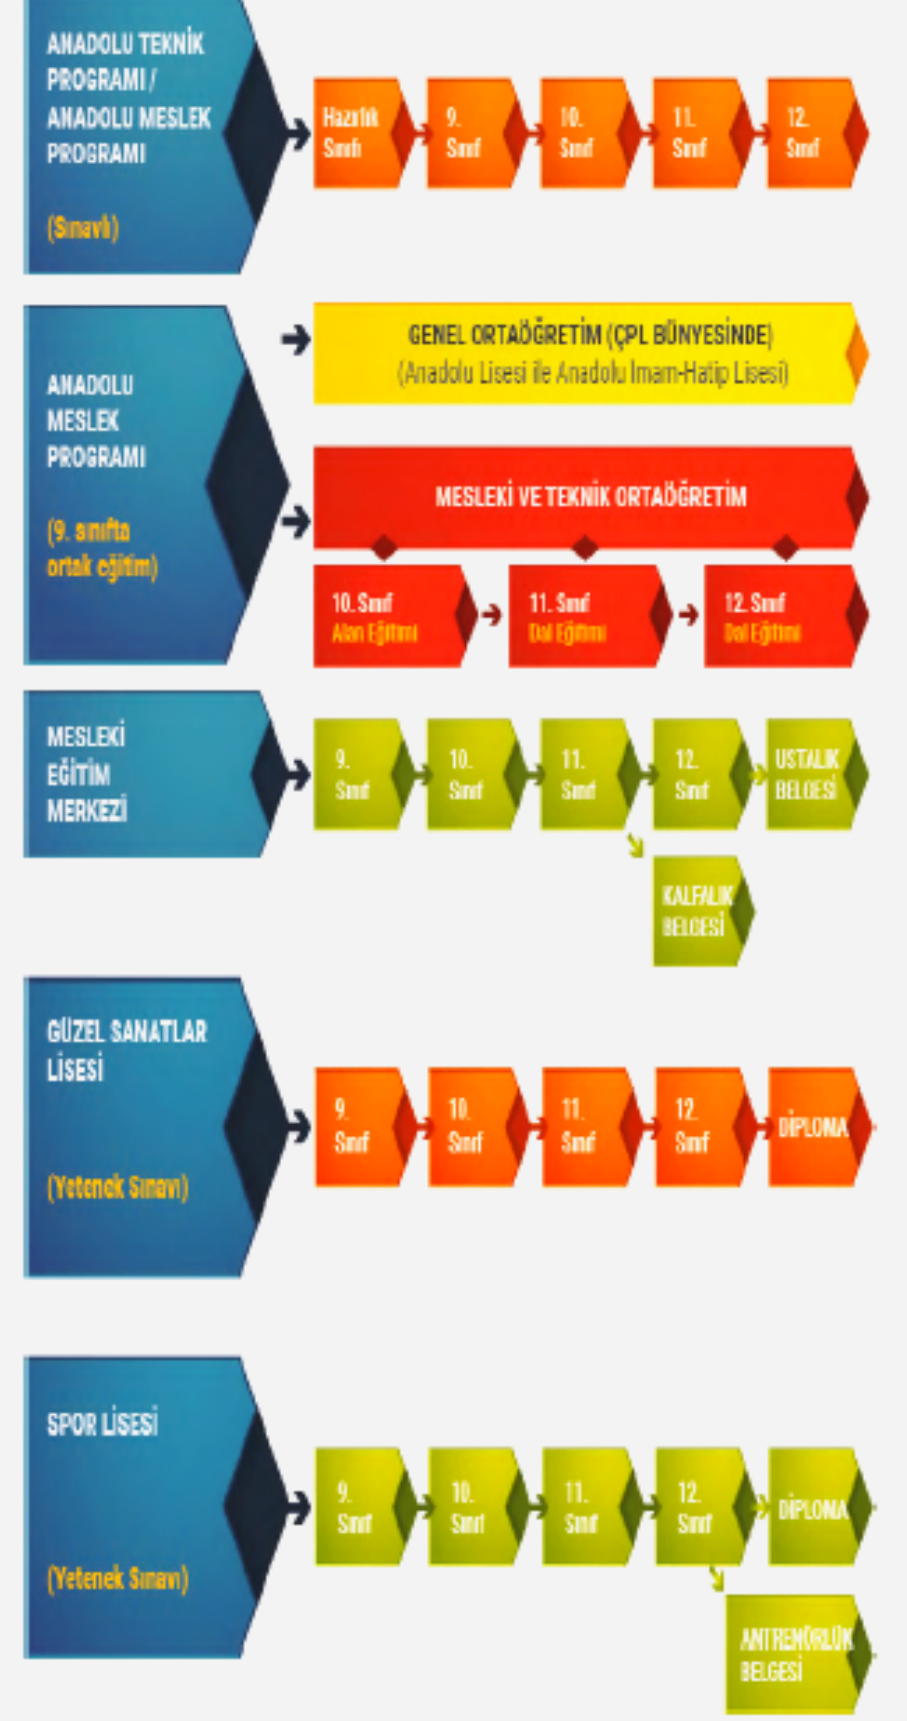 ANADOLU TEKNİK
PROGRAMI /
ANADOLU MESLEK
PROGRAMI
(Sınavlı)
Hazırlık
Sınıfı
9.
Sınıf
10.
Sınıf
11.
Sınıf
12.
Sınıf
ANADOLU
MESLEK
PROGRAMI
(9. sınıfta
ortak eğitim)
GENEL ORTAÖĞRETİM (ÇPL BÜNYESİNDE)
(Anadolu Lisesi ile Anadolu İmam-Hatip Lisesi)
MESLEKİ VE TEKNİK ORTAÖĞRETİM
10. Sınıf
Alan Eğitimi
11. Sınıf
Dal Eğitimi
12. Sınıf
Dal Eğitimi
MESLEKİ
EĞİTİM
MERKEZİ
9.
Sınıf
10.
Sınıf
11.
Sınıf
12.
Sınıf
USTALIK
BELGESİ
KALFALIK
BELGESİ
GÜZEL SANATLAR
LİSESİ
(Yetenek Sınavı)
9.
Sınıf
10.
Sınıf
11.
Sınıf
12.
Sınıf
DİPLOMA
SPOR LİSESİ
(Yetenek Sınavı)
9.
Sınıf
10.
Sınıf
11.
Sınıf
12.
Sınıf
DİPLOMA
ANTRENÖRLÜK
BELGESİ